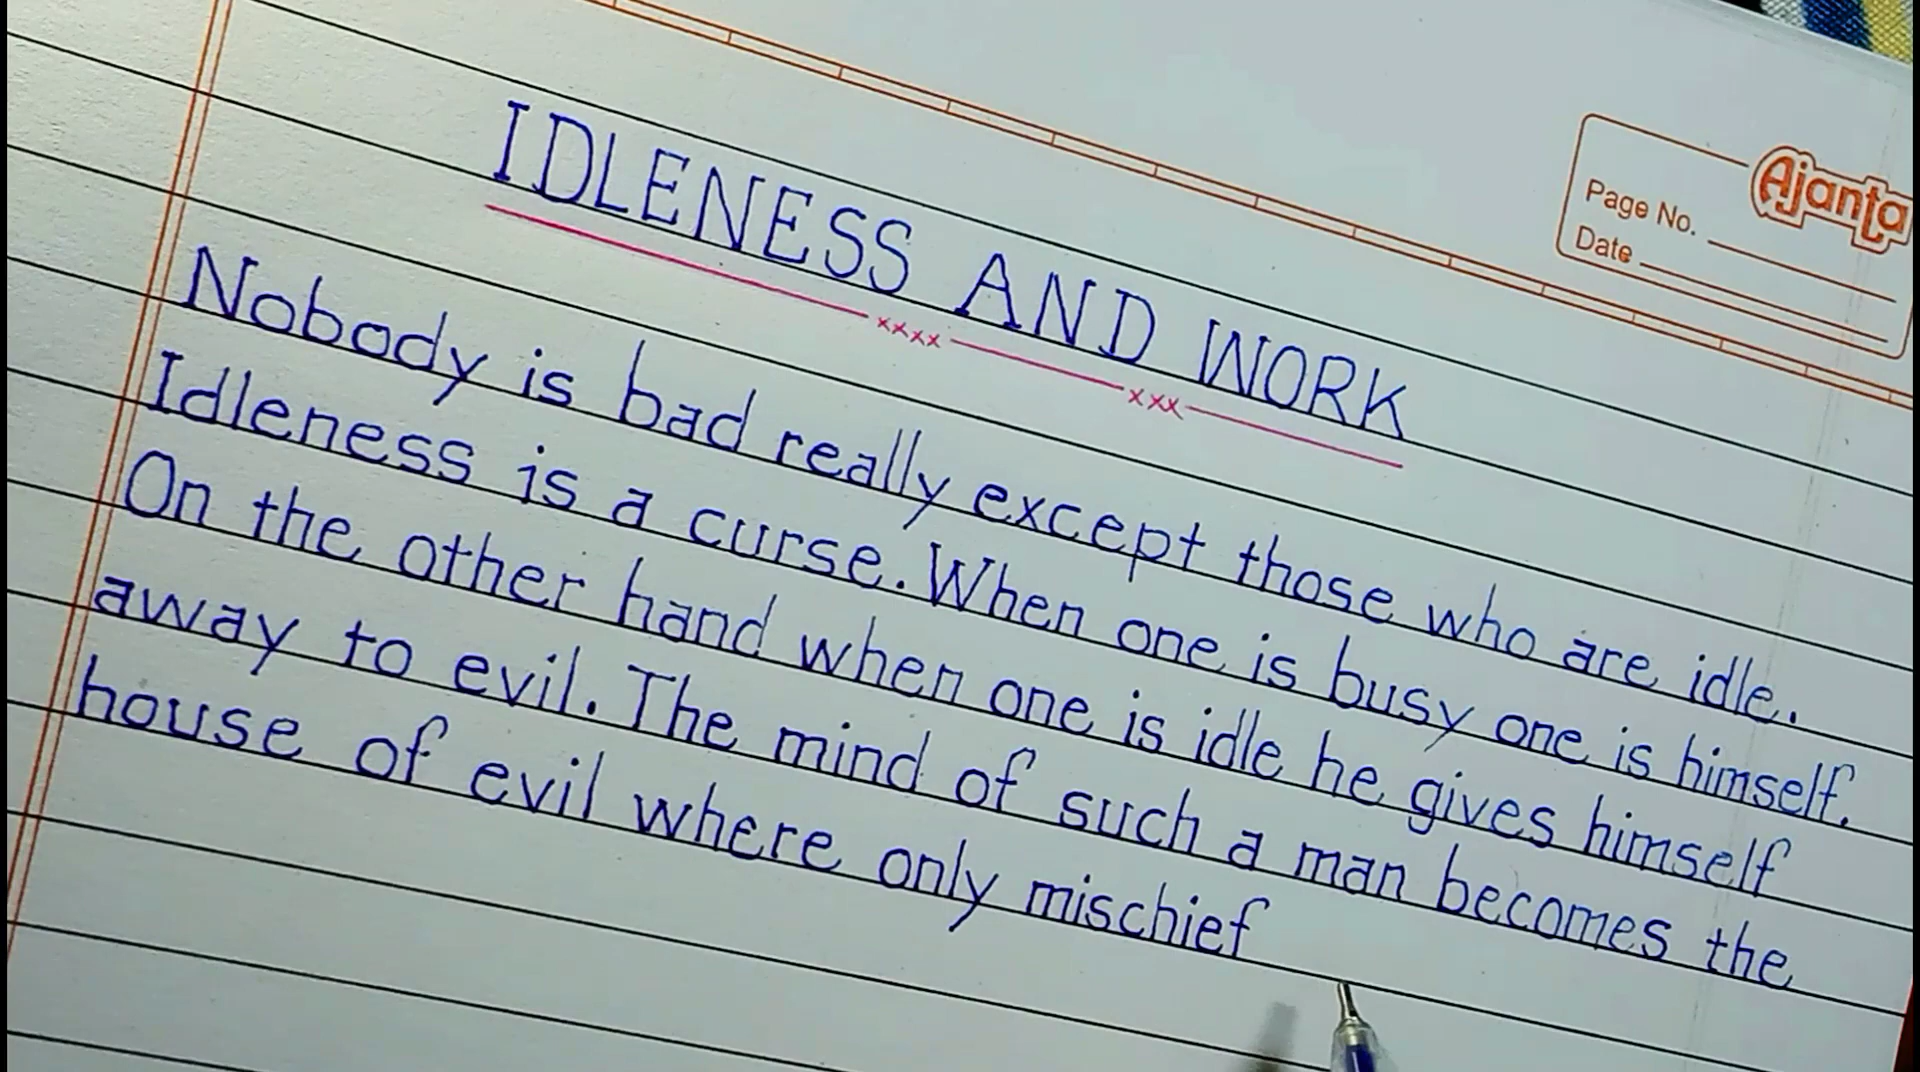 Ajanta
Page No.
Date
IDLENESS AND WORK
xxxx xxx
Nobody is bad really except those who are idle.
Idleness is a curse. When one is busy one is himself.
On the other hand when one is idle he gives himself
away to evil. The mind of such a man becomes the
house of evil where only mischief